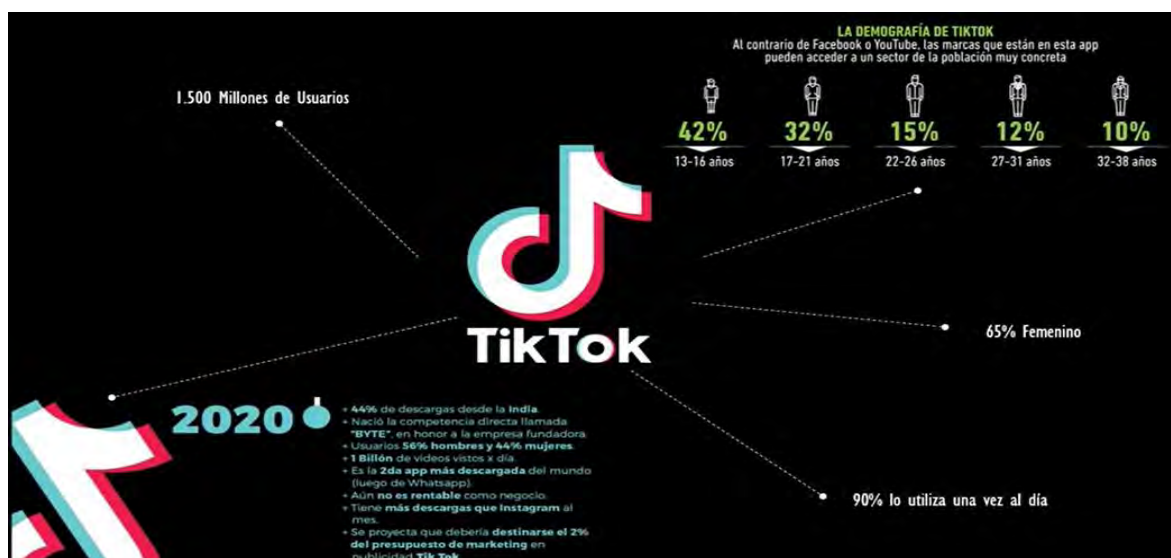 LA DEMOGRAFÍA DE TIKTOK
Al contrario de Facebook o YouTube, las marcas que están en esta app
pueden acceder a un sector de la población muy concreta
42% 32% 15% 12% 10%
13-16 años 17-21 años 22-26 años 27-31 años 32-38 años
1.500 Millones de Usuarios
TikTok
65% Femenino
2020
+ 44% de descargas desde la India.
+ Nació la competencia directa llamada
"BYTE", en honor a la empresa fundadora.
+ Usuarios 56% hombres y 44% mujeres.
+ 1 Billón de videos vistos x día.
+ Es la 2da app más descargada del mundo
(luego de Whatsapp).
+ Aún no es rentable como negocio.
+ Tiene más descargas que Instagram al
mes.
+ Se proyecta que debería destinarse el 2%
del presupuesto de marketing en
publicidad Tik Tok
90% lo utiliza una vez al día